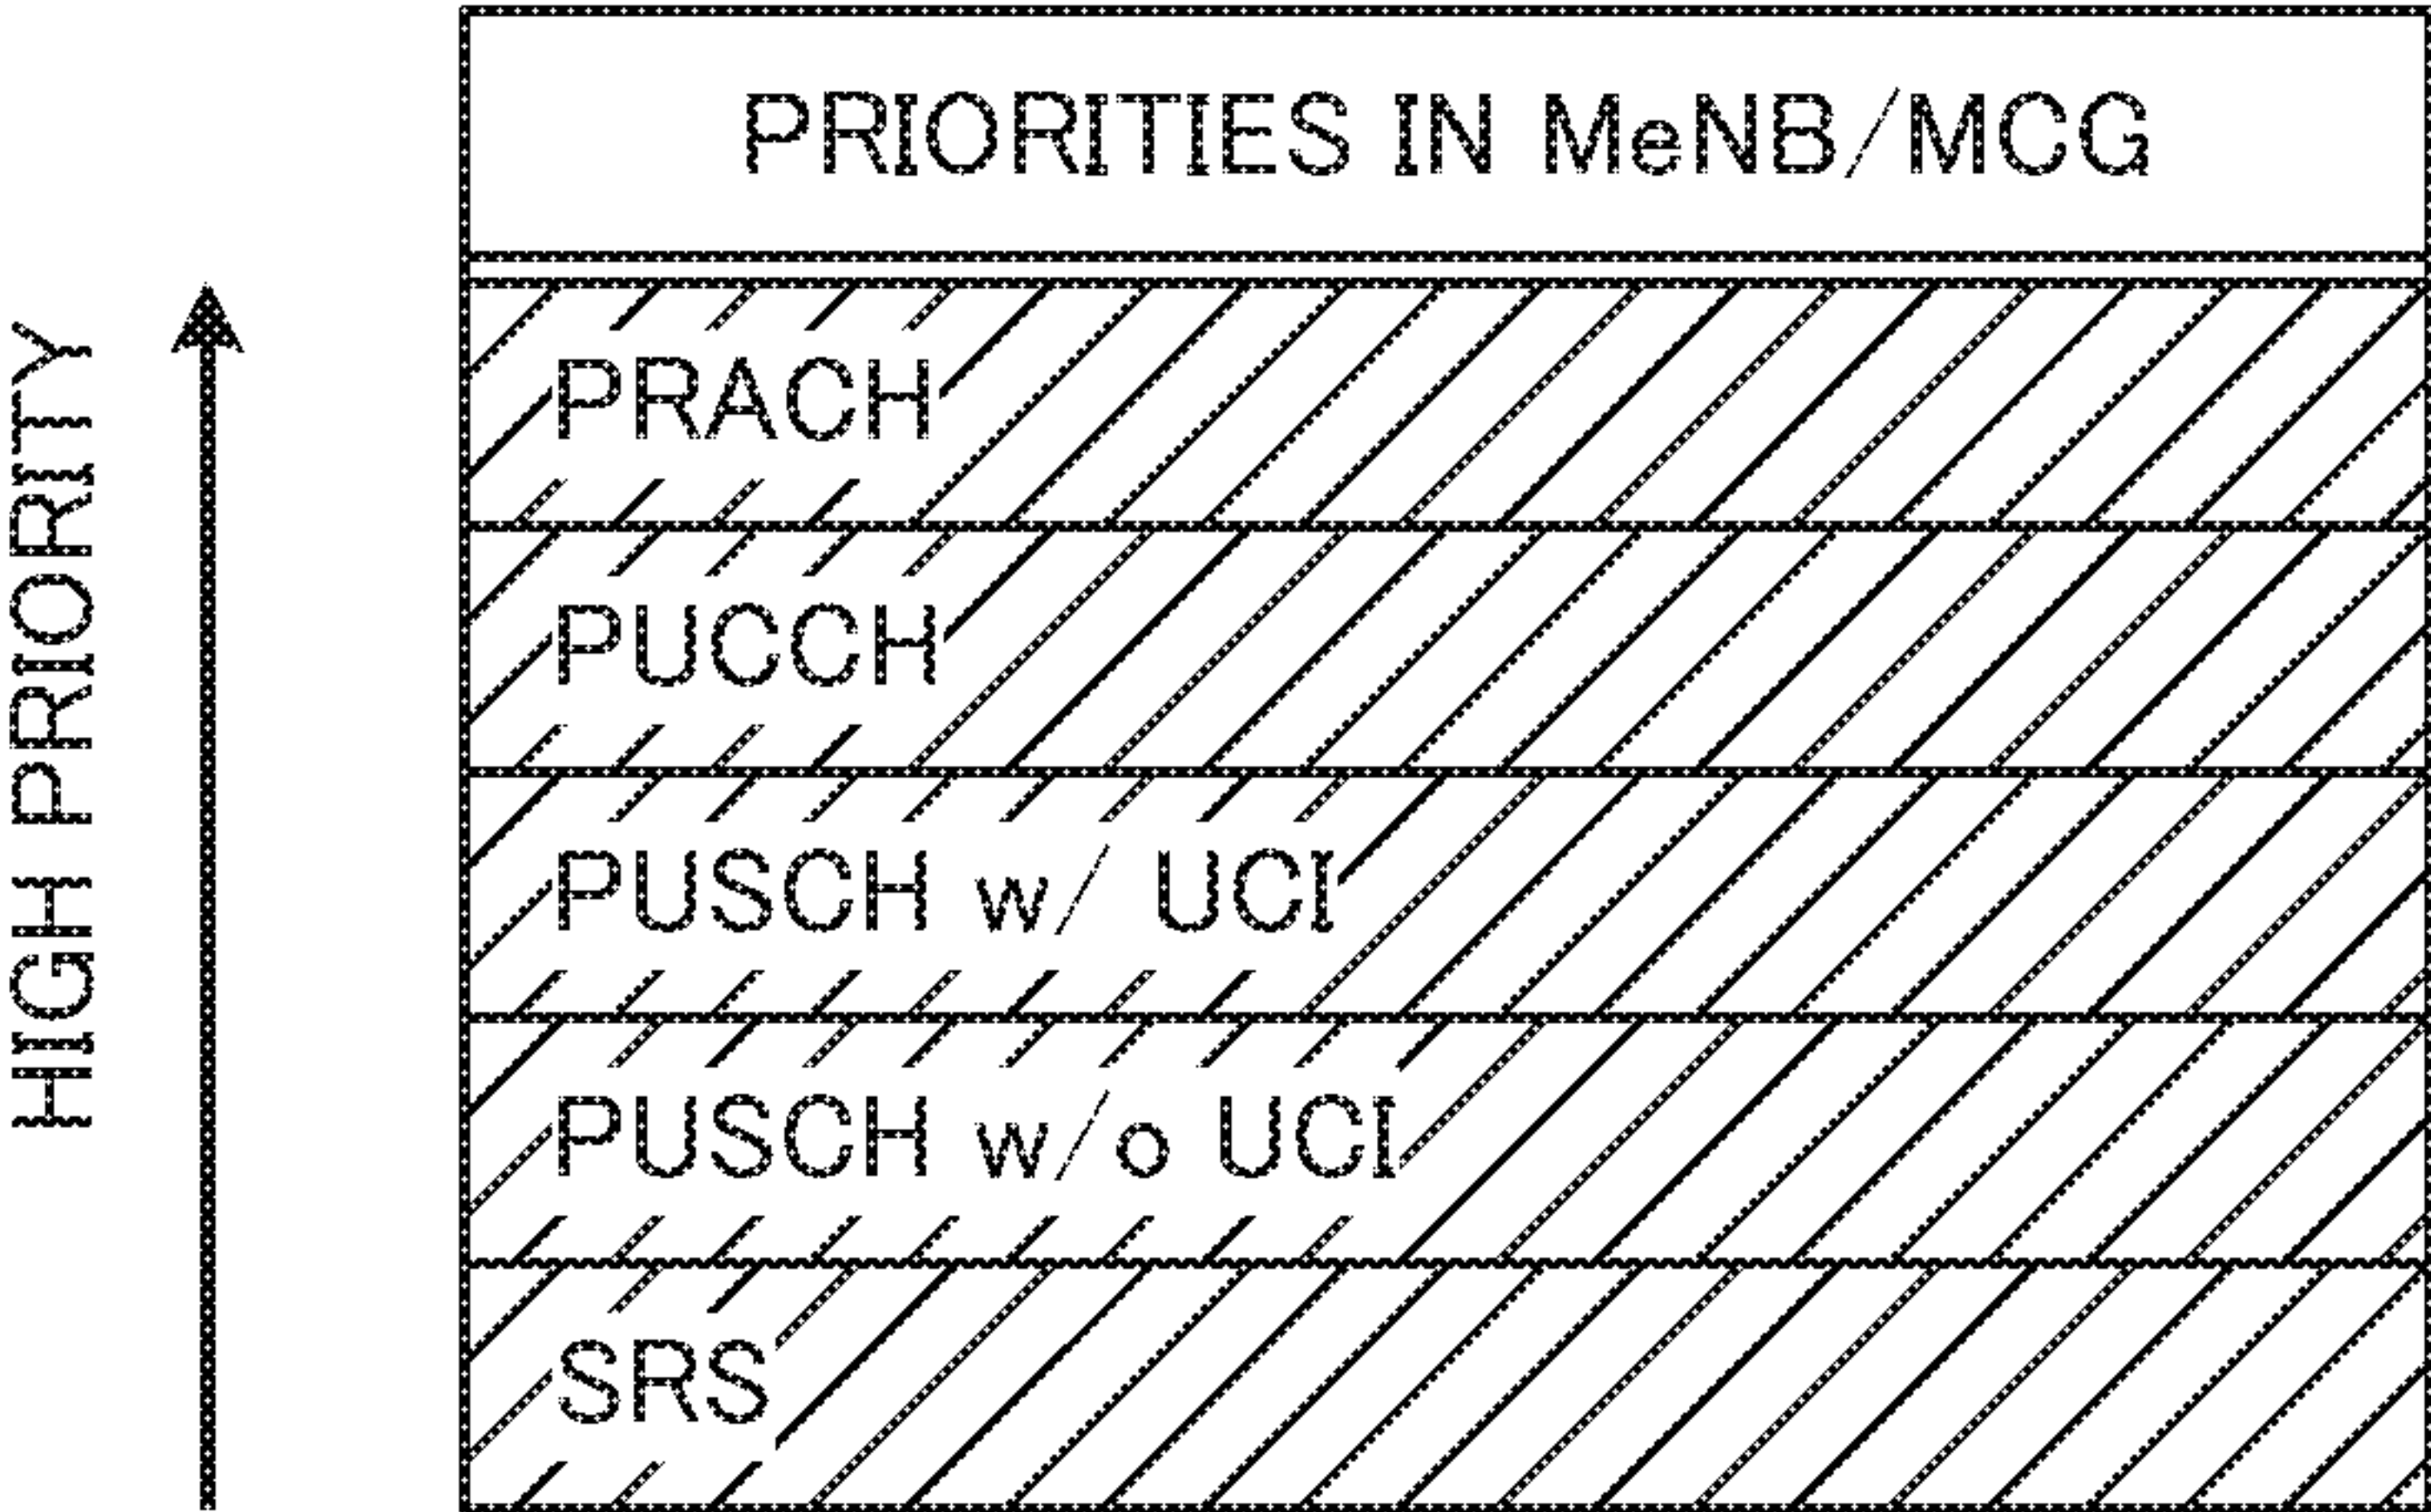 PRIORITIES IN MeNB/MCG
HIGH PRIORITY
PRACH
PUCCH
PUSCH w/ UCI
PUSCH w/o UCI
SRS